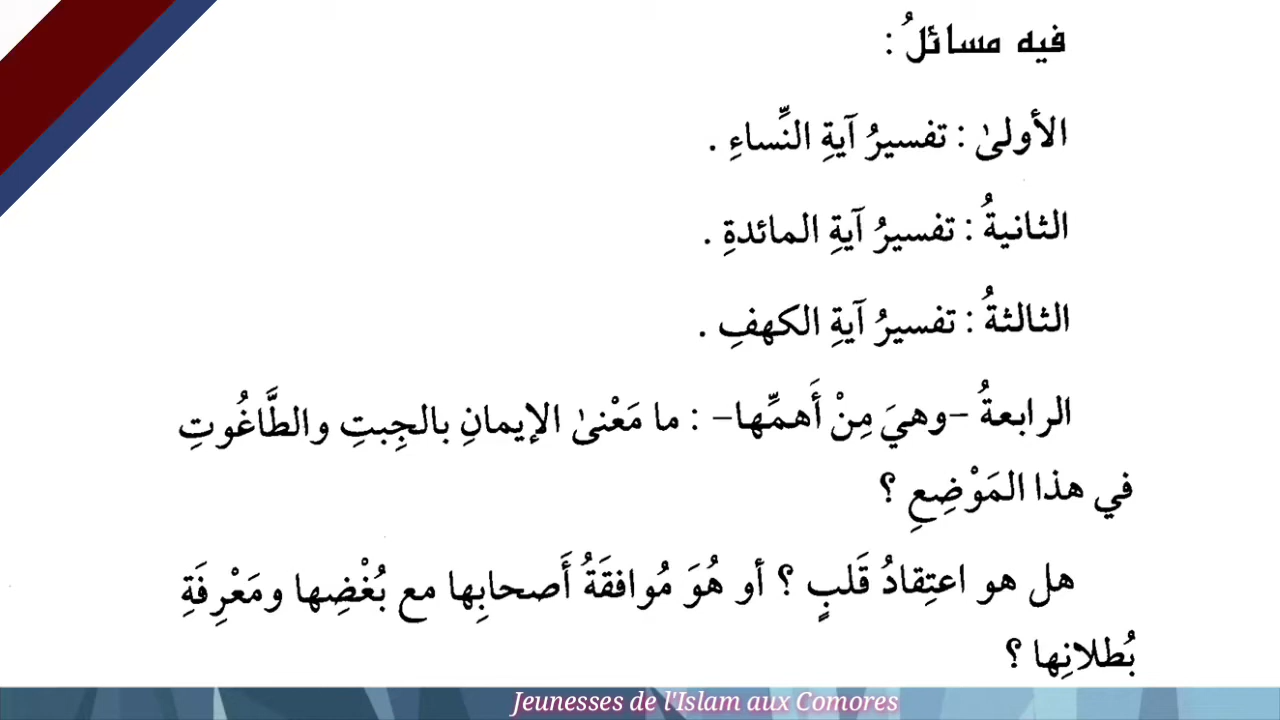 فيه مسائلُ :
الأولىٰ : تفسيرُ آيةِ النِّساءِ .
الثانيةُ : تفسيرُ آيةِ المائدةِ .
الثالثةُ : تفسيرُ آيةِ الكهفِ .
الرابعةُ –وهيَ مِنْ أَهمِّها– : ما مَعْنىٰ الإيمانِ بالجِبتِ والطَّاغُوتِ
في هذا المَوْضِعِ ؟
هل هو اعتِقادُ قَلبٍ ؟ أو هُوَ مُوافقَةُ أَصحابِها مع بُغْضِها ومَعْرِفَةِ
بُطلانِها ؟
Jeunesses de l'Islam aux Comores